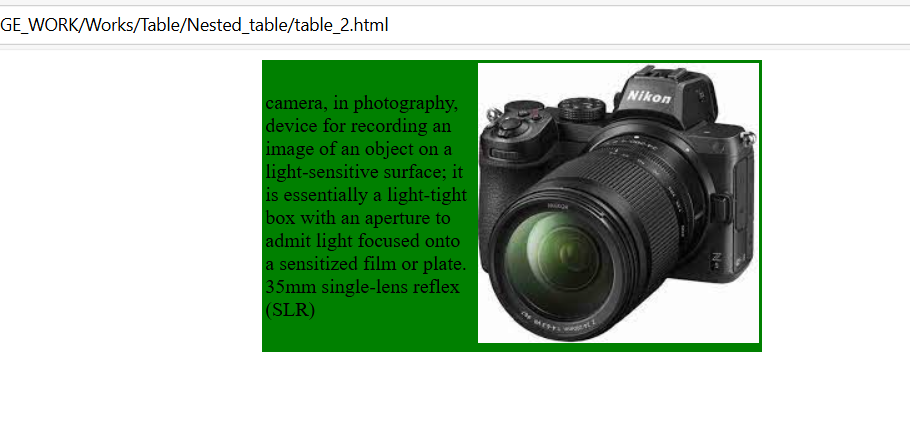 GE_WORK/Works/Table/Nested_table/table_2.html
camera, in photography,
device for recording an
image of an object on a
light-sensitive surface; it
is essentially a light-tight
box with an aperture to
admit light focused onto
a sensitized film or plate.
35mm single-lens reflex
(SLR)
Nikon
Z
5